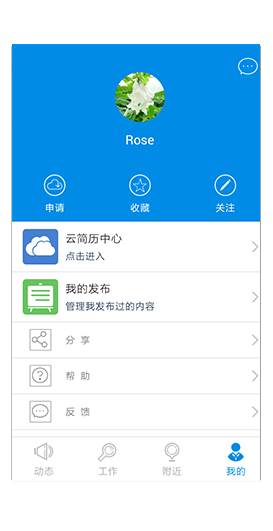 Rose
申请 收藏 关注
云简历中心
点击进入
我的发布
管理我发布过的内容
分享
帮助
反馈
动态 工作 附近 我的